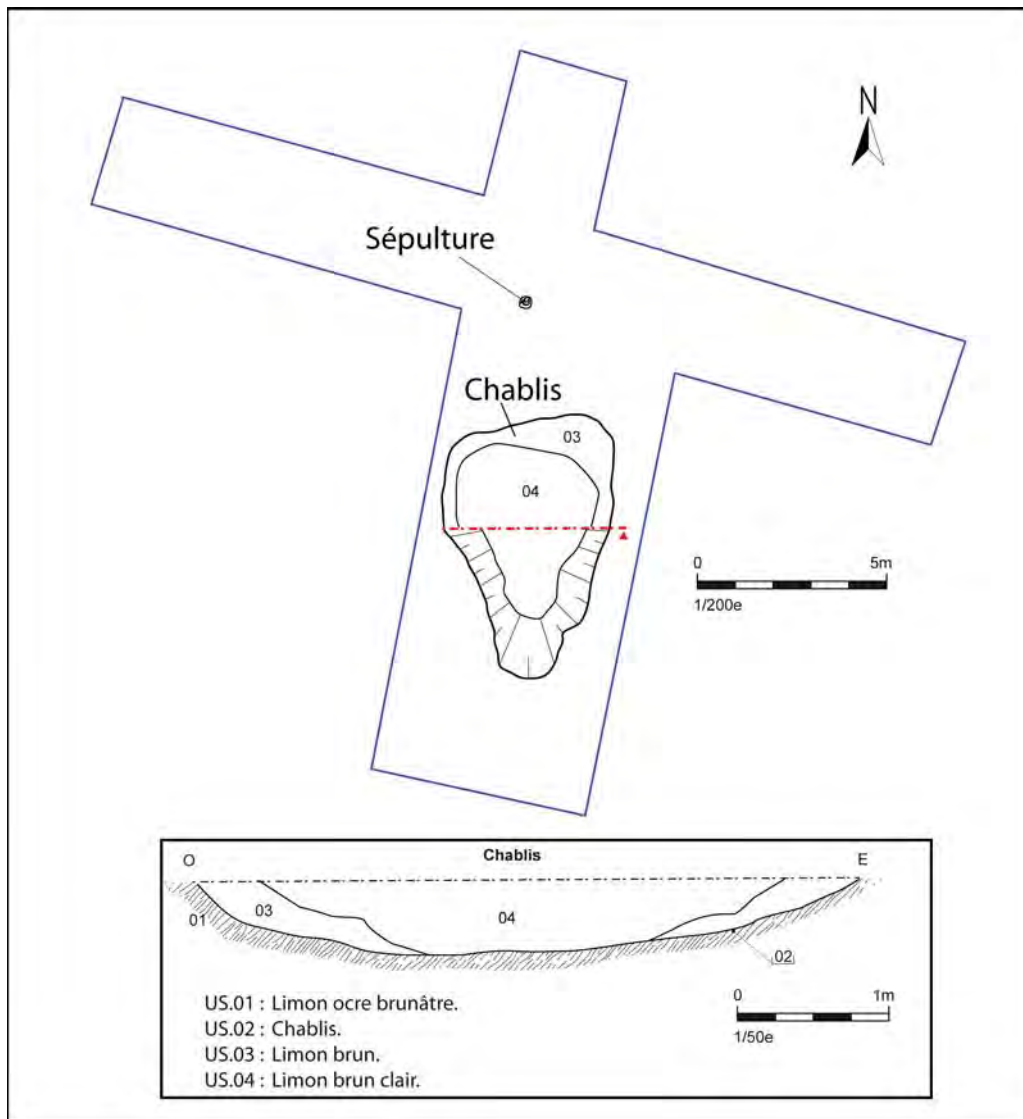 N
Sépulture
Chablis
03
04
0 5m
1/200e
Chablis
O E
01 03 04
02
US.01 : Limon ocre brunâtre.
US.02 : Chablis.
US.03 : Limon brun.
US.04 : Limon brun clair.
0 1m
1/50e